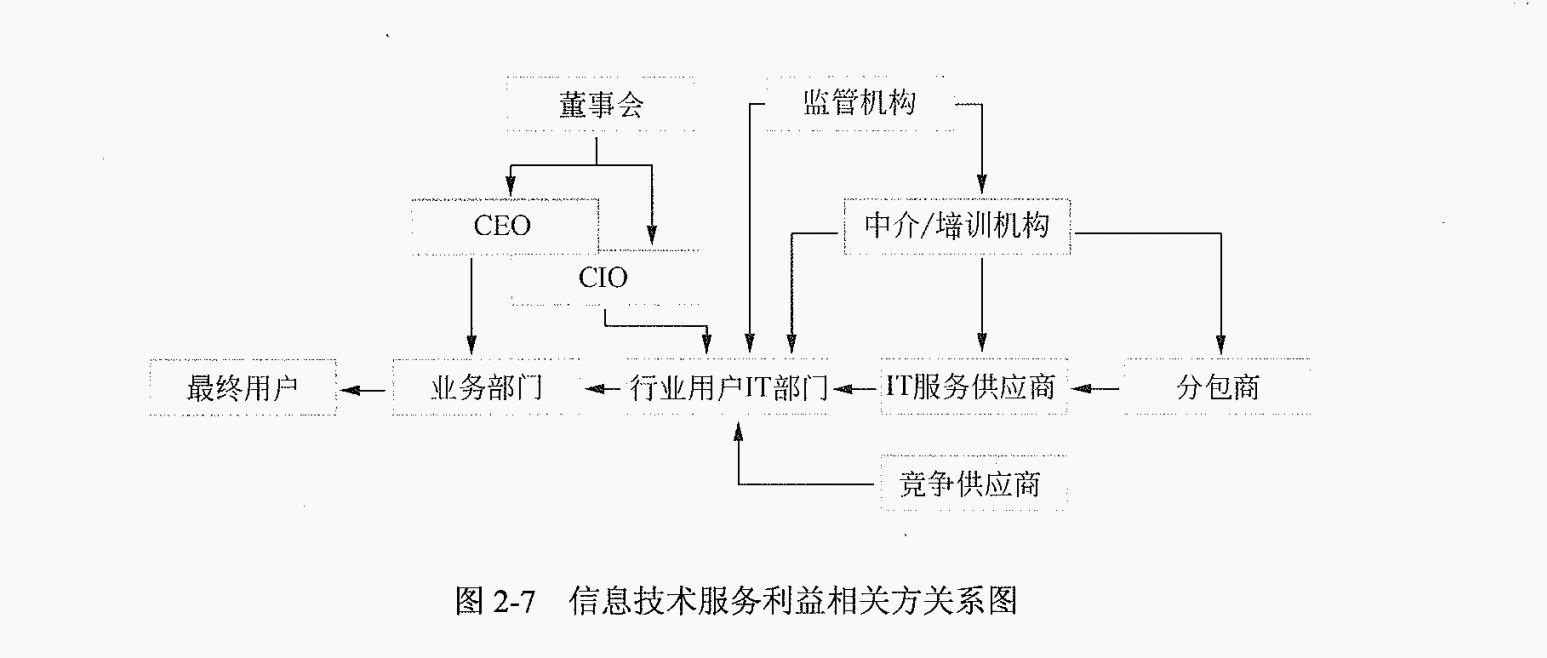 董事会
监管机构
CEO
中介/培训机构
CIO
最终用户
业务部门
行业用户IT部门
IT服务供应商
分包商
竞争供应商
图 2-7 信息技术服务利益相关方关系图